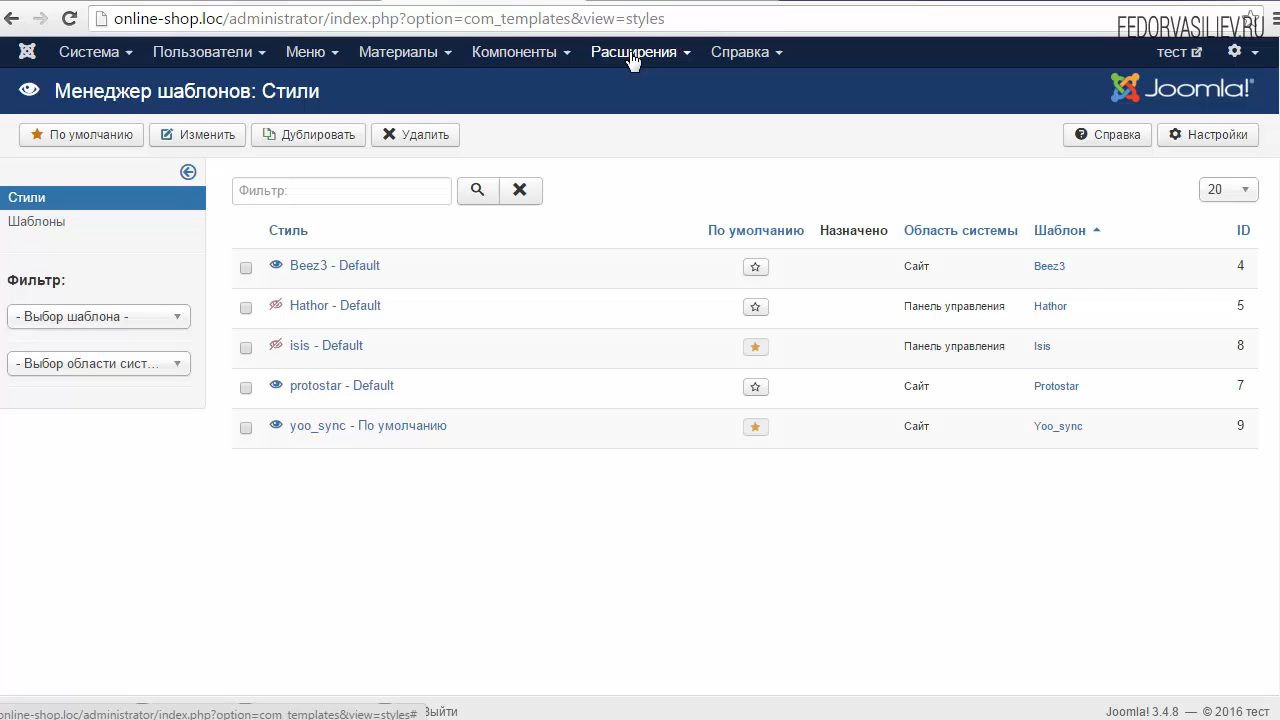 online-shop.loc/administrator/index.php?option=com_templates&view=styles
FEDORVASILIEV.RU
Система Пользователи Меню Материалы Компоненты Расширения Справка тест
Менеджер шаблонов: Стили
Joomla!®
По умолчанию Изменить Дублировать Удалить Справка Настройки
Стили
Шаблоны
Фильтр:
- Выбор шаблона -
- Выбор области сист...
Фильтр: 20
Стиль По умолчанию Назначено Область системы Шаблон ID
Beez3 - Default Сайт Beez3 4
Hathor - Default Панель управления Hathor 5
isis - Default Панель управления Isis 8
protostar - Default Сайт Protostar 7
yoo_sync - По умолчанию Сайт Yoo_sync 9
online-shop.loc/administrator/index.php?option=com_templates&view=styles# Выйти Joomla! 3.4.8 — © 2016 тест